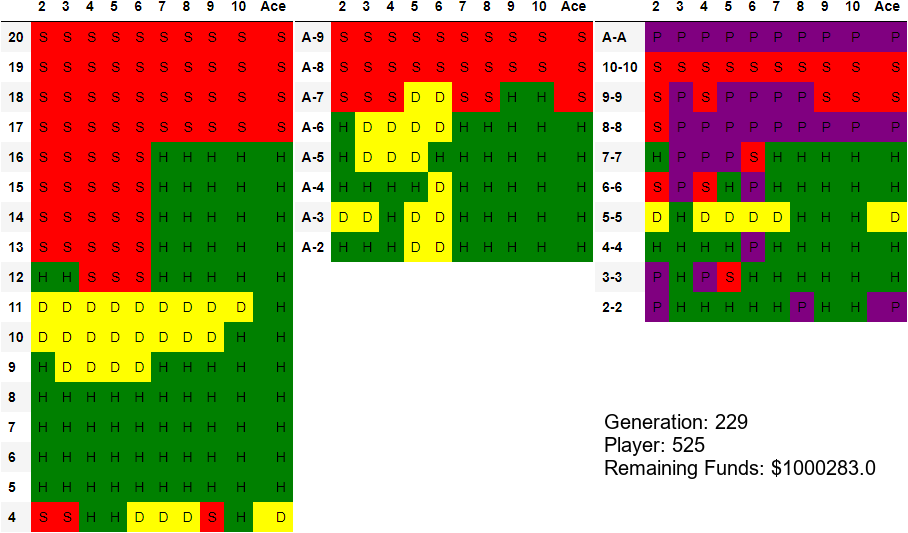 2 3 4 5 6 7 8 9 10 Ace
20 S S S S S S S S S S
19 S S S S S S S S S S
18 S S S S S S S S S S
17 S S S S S S S S S S
16 S S S S S H H H H H
15 S S S S S H H H H H
14 S S S S S H H H H H
13 S S S S S H H H H H
12 H H S S S H H H H H
11 D D D D D D D D D H
10 D D D D D D D D H H
9 H D D D D H H H H H
8 H H H H H H H H H H
7 H H H H H H H H H H
6 H H H H H H H H H H
5 H H H H H H H H H H
4 S S H H D D D S H D
2 3 4 5 6 7 8 9 10 Ace
A-9 S S S S S S S S S S
A-8 S S S S S S S S S S
A-7 S S S D D S S H H S
A-6 H D D D D H H H H H
A-5 H D D D H H H H H H
A-4 H H H H D H H H H H
A-3 D D H D D H H H H H
A-2 H H H D D H H H H H
2 3 4 5 6 7 8 9 10 Ace
A-A P P P P P P P P P P
10-10 S S S S S S S S S S
9-9 S P S P P P P S S S
8-8 S P P P P P P P P P
7-7 H P P P S H H H H H
6-6 S P S H P H H H H H
5-5 D H D D D D H H H D
4-4 H H H H P H H H H H
3-3 P H P S H H H H H H
2-2 P H H H H H P H H P
Generation: 229
Player: 525
Remaining Funds: $1000283.0